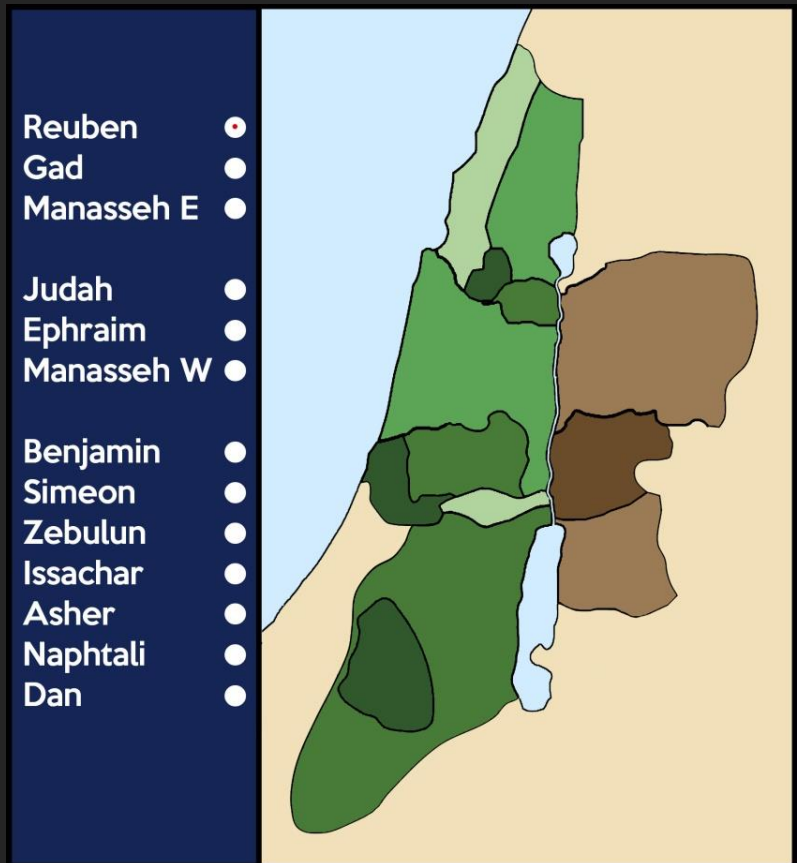 Reuben
Gad
Manasseh E
Judah
Ephraim
Manasseh W
Benjamin
Simeon
Zebulun
Issachar
Asher
Naphtali
Dan